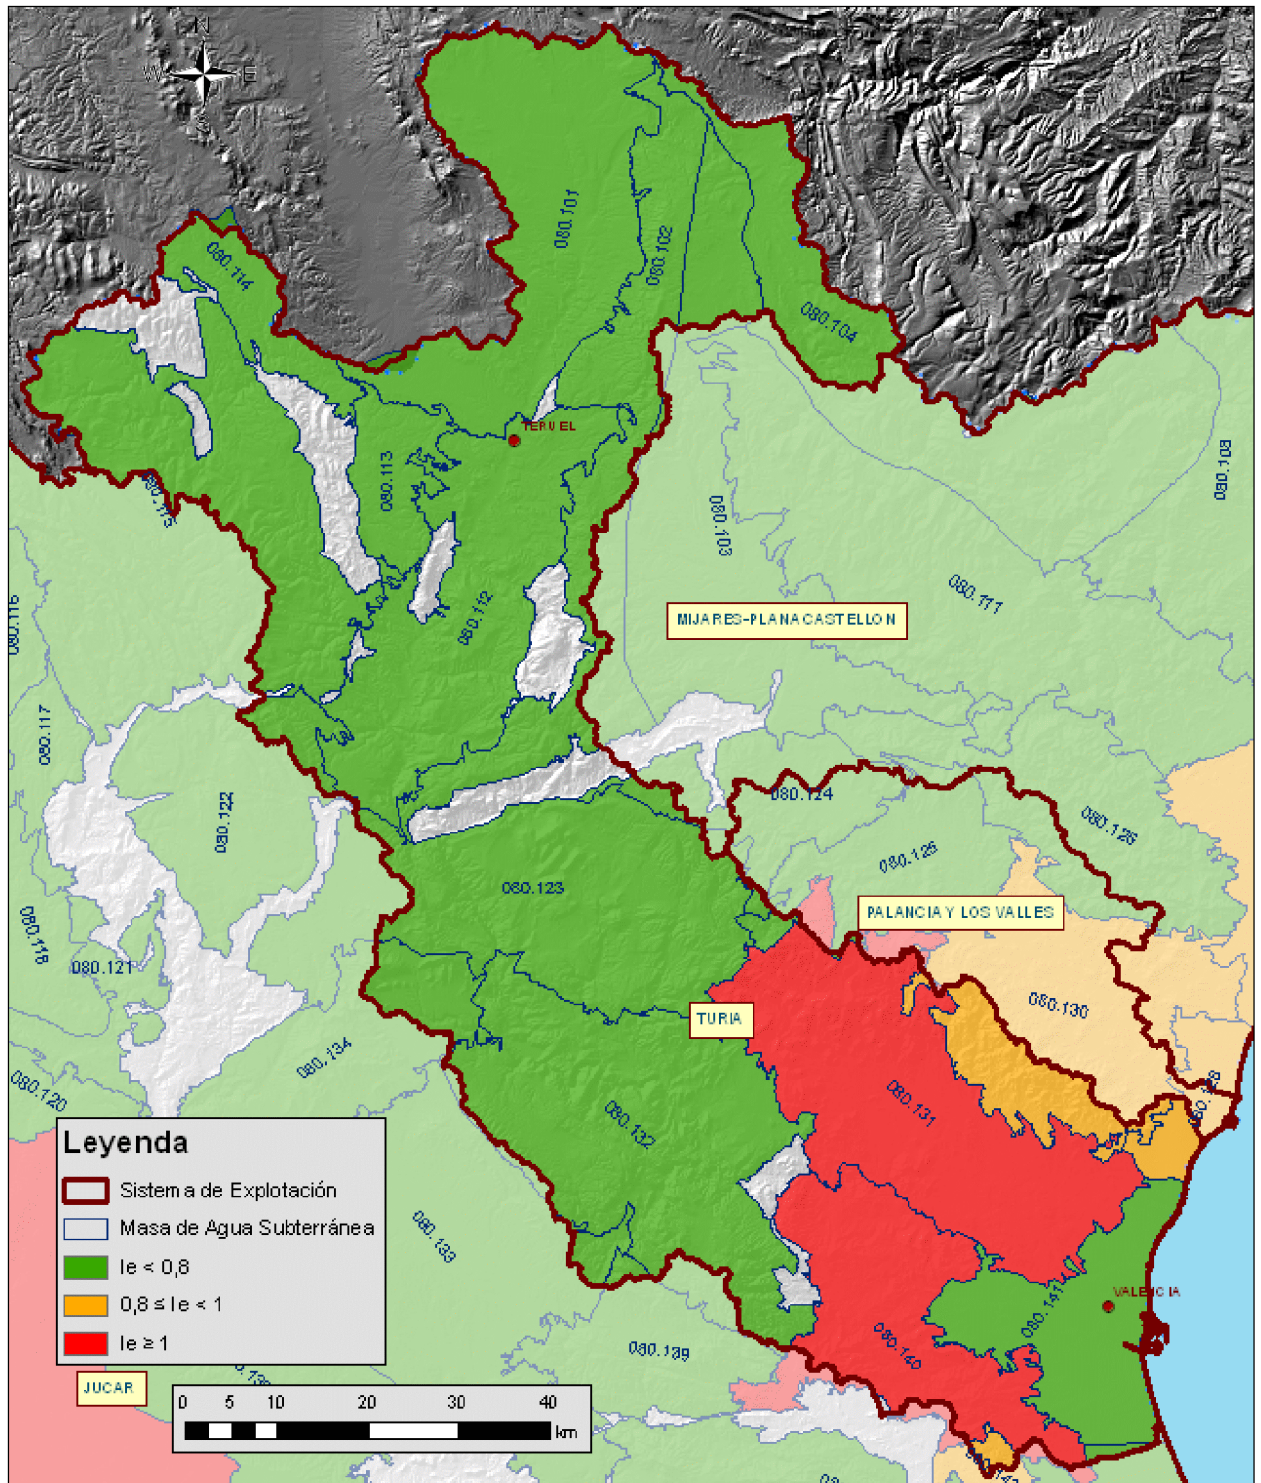 N
W E
S
080.101
080.102
080.114
080.104
TERUEL
080.108
080.113
080.103
080.111
080.112
MIJARES-PLANA CASTELLON
080.116
080.117
080.122
080.124
080.126
080.125
080.123
PALANCIA Y LOS VALLES
080.118
080.121
080.130
TURIA
080.134
080.120
080.131
080.132
080.128
Leyenda
Sistema de Explotación
Masa de Agua Subterránea
Ie < 0,8
0,8 ≤ Ie < 1
Ie ≥ 1
080.133
VALENCIA
080.141
080.140
080.139
JUCAR
0 5 10 20 30 40
km